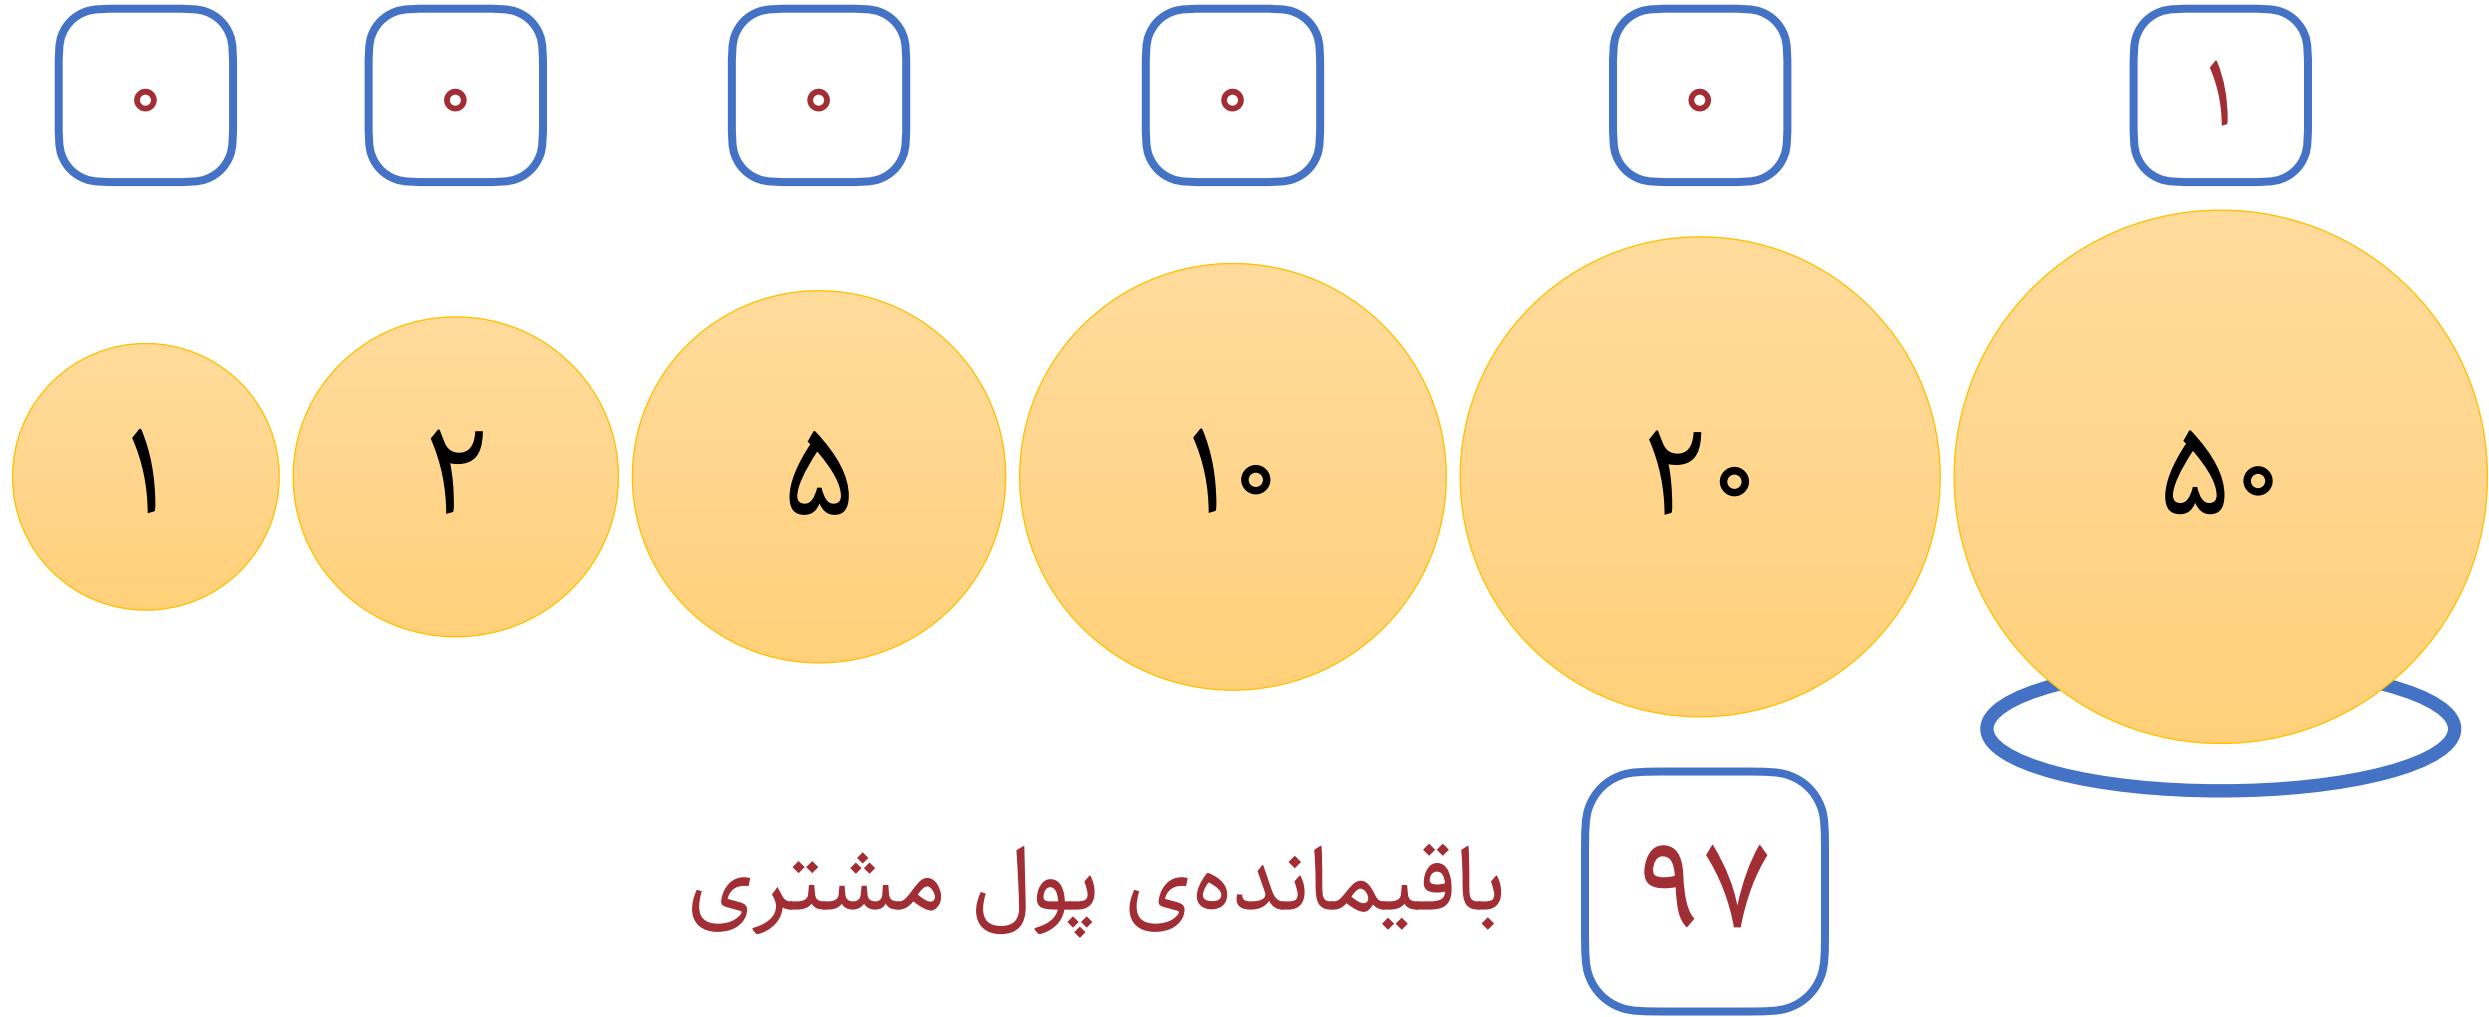 ۰ ۰ ۰ ۰ ۰ ۱
۱ ۲ ۵ ۱۰ ۲۰ ۵۰
۹۷ باقیمانده‌ی پول مشتری